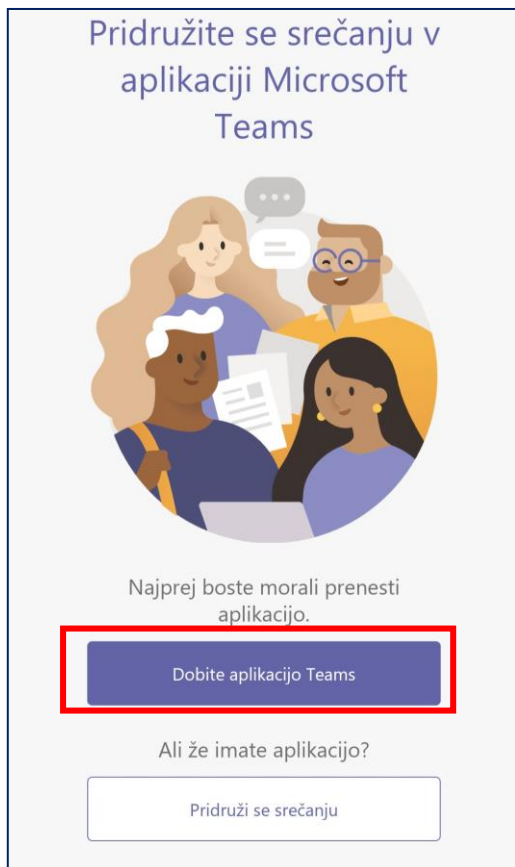 Pridružite se srečanju v
aplikaciji Microsoft
Teams
Najprej boste morali prenesti
aplikacijo.
Dobite aplikacijo Teams
Ali že imate aplikacijo?
Pridruži se srečanju